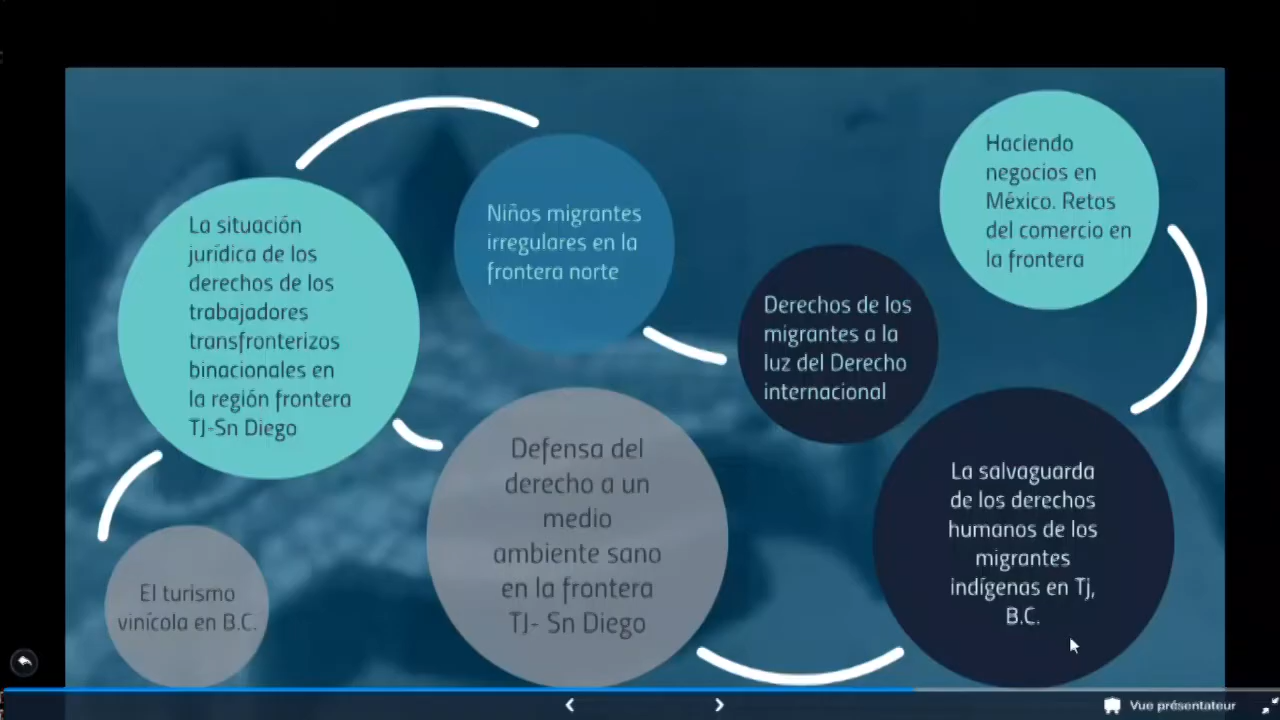 La situación
jurídica de los
derechos de los
trabajadores
transfronterizos
binacionales en
la región frontera
TJ-Sn Diego
Niños migrantes
irregulares en la
frontera norte
Derechos de los
migrantes a la
luz del Derecho
internacional
Haciendo
negocios en
México. Retos
del comercio en
la frontera
El turismo
vinícola en B.C.
Defensa del
derecho a un
medio
ambiente sano
en la frontera
TJ- Sn Diego
La salvaguarda
de los derechos
humanos de los
migrantes
indígenas en Tj,
B.C.
Vue présentateur